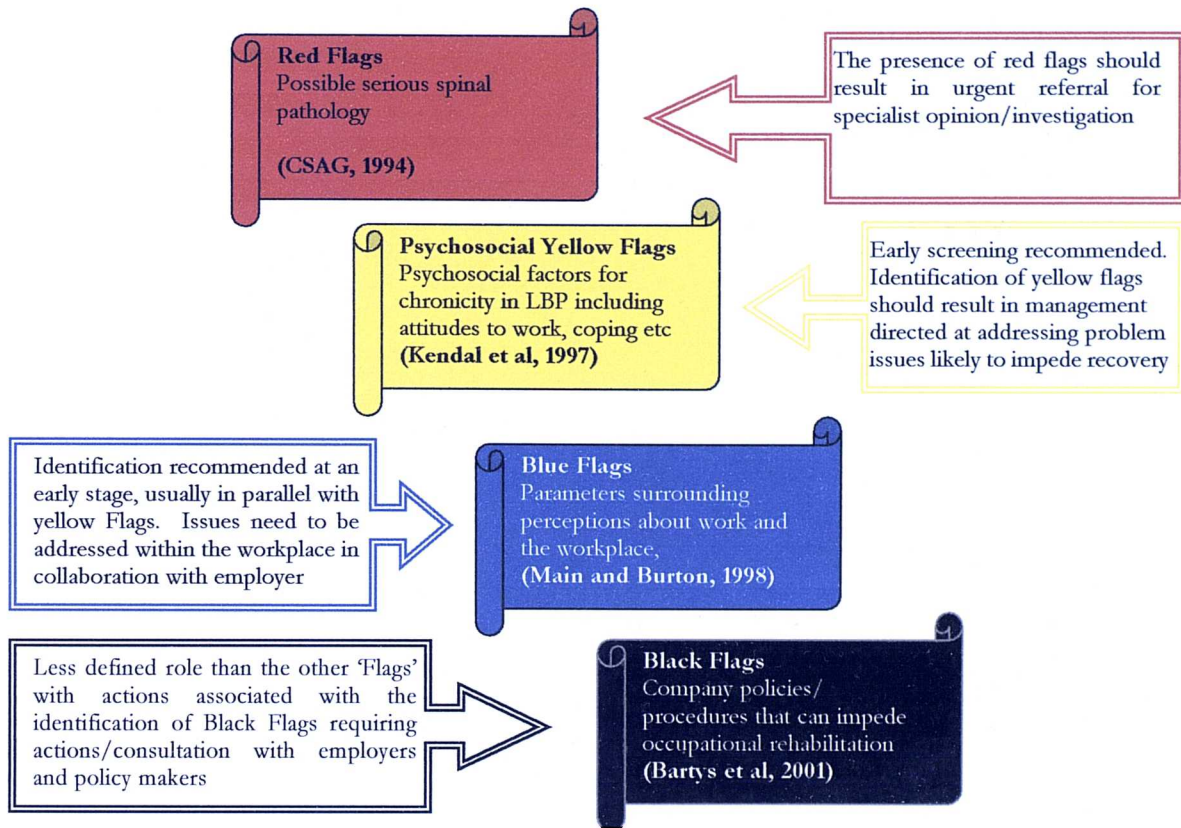 Red Flags
Possible serious spinal
pathology
(CSAG, 1994)
The presence of red flags should
result in urgent referral for
specialist opinion/investigation
Psychosocial Yellow Flags
Psychosocial factors for
chronicity in LBP including
attitudes to work, coping etc
(Kendal et al, 1997)
Early screening recommended.
Identification of yellow flags
should result in management
directed at addressing problem
issues likely to impede recovery
Identification recommended at an
early stage, usually in parallel with
yellow Flags. Issues need to be
addressed within the workplace in
collaboration with employer
Blue Flags
Parameters surrounding
perceptions about work and
the workplace,
(Main and Burton, 1998)
Less defined role than the other 'Flags'
with actions associated with the
identification of Black Flags requiring
actions/consultation with employers
and policy makers
Black Flags
Company policies/
procedures that can impede
occupational rehabilitation
(Bartys et al, 2001)